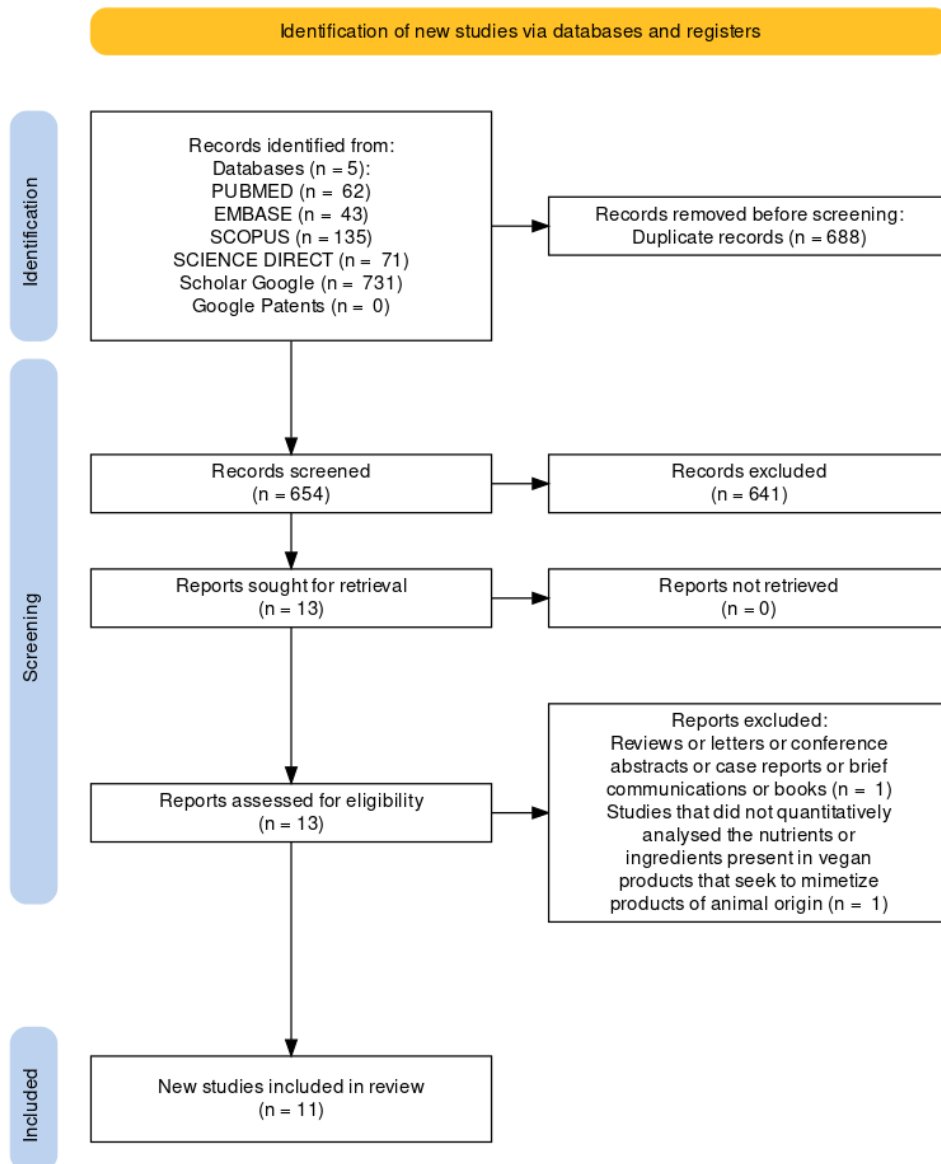 Identification of new studies via databases and registers
Identification
Records identified from:
Databases (n = 5):
PUBMED (n = 62)
EMBASE (n = 43)
SCOPUS (n = 135)
SCIENCE DIRECT (n = 71)
Scholar Google (n = 731)
Google Patents (n = 0)
Records removed before screening:
Duplicate records (n = 688)
Screening
Records screened
(n = 654)
Records excluded
(n = 641)
Reports sought for retrieval
(n = 13)
Reports not retrieved
(n = 0)
Reports assessed for eligibility
(n = 13)
Reports excluded:
Reviews or letters or conference
abstracts or case reports or brief
communications or books (n = 1)
Studies that did not quantitatively
analysed the nutrients or
ingredients present in vegan
products that seek to mimetize
products of animal origin (n = 1)
Included
New studies included in review
(n = 11)